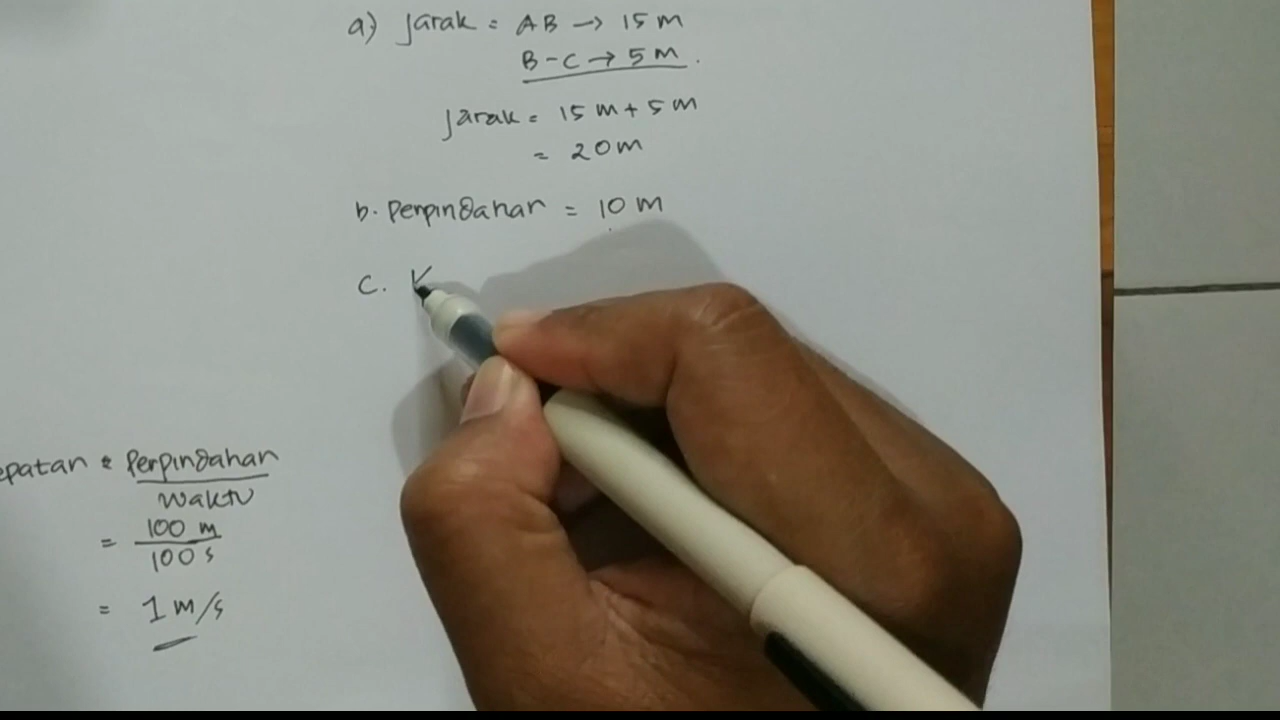 a) Jarak = AB → 15 m
B - C → 5 m.
Jarak = 15 m + 5 m
= 20 m
b. Perpindahan = 10 m
c. K
epatan = Perpindahan
Waktu
= 100 m
100 s
= 1 m/s